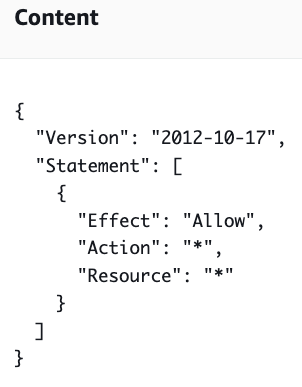 Content
{
  "Version": "2012-10-17",
  "Statement": [
    {
      "Effect": "Allow",
      "Action": "*",
      "Resource": "*"
    }
  ]
}